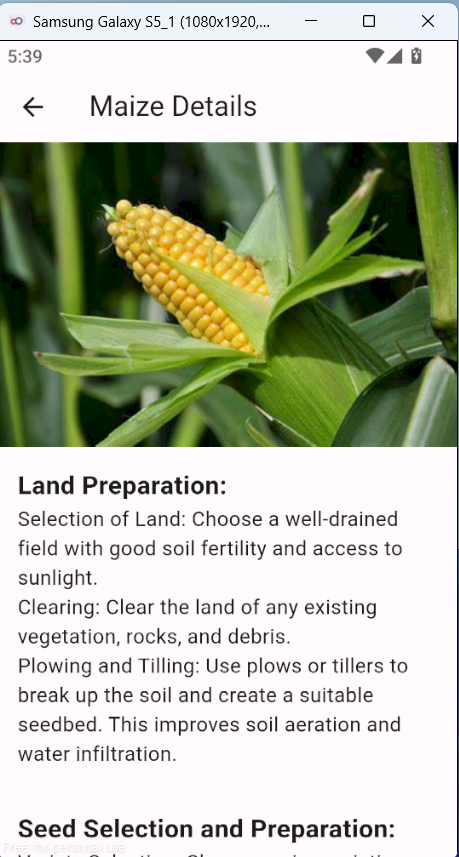 Samsung Galaxy S5_1 (1080x1920,...
5:39
Maize Details
Land Preparation:
Selection of Land: Choose a well-drained
field with good soil fertility and access to
sunlight.
Clearing: Clear the land of any existing
vegetation, rocks, and debris.
Plowing and Tilling: Use plows or tillers to
break up the soil and create a suitable
seedbed. This improves soil aeration and
water infiltration.
Seed Selection and Preparation:
Free for personal use